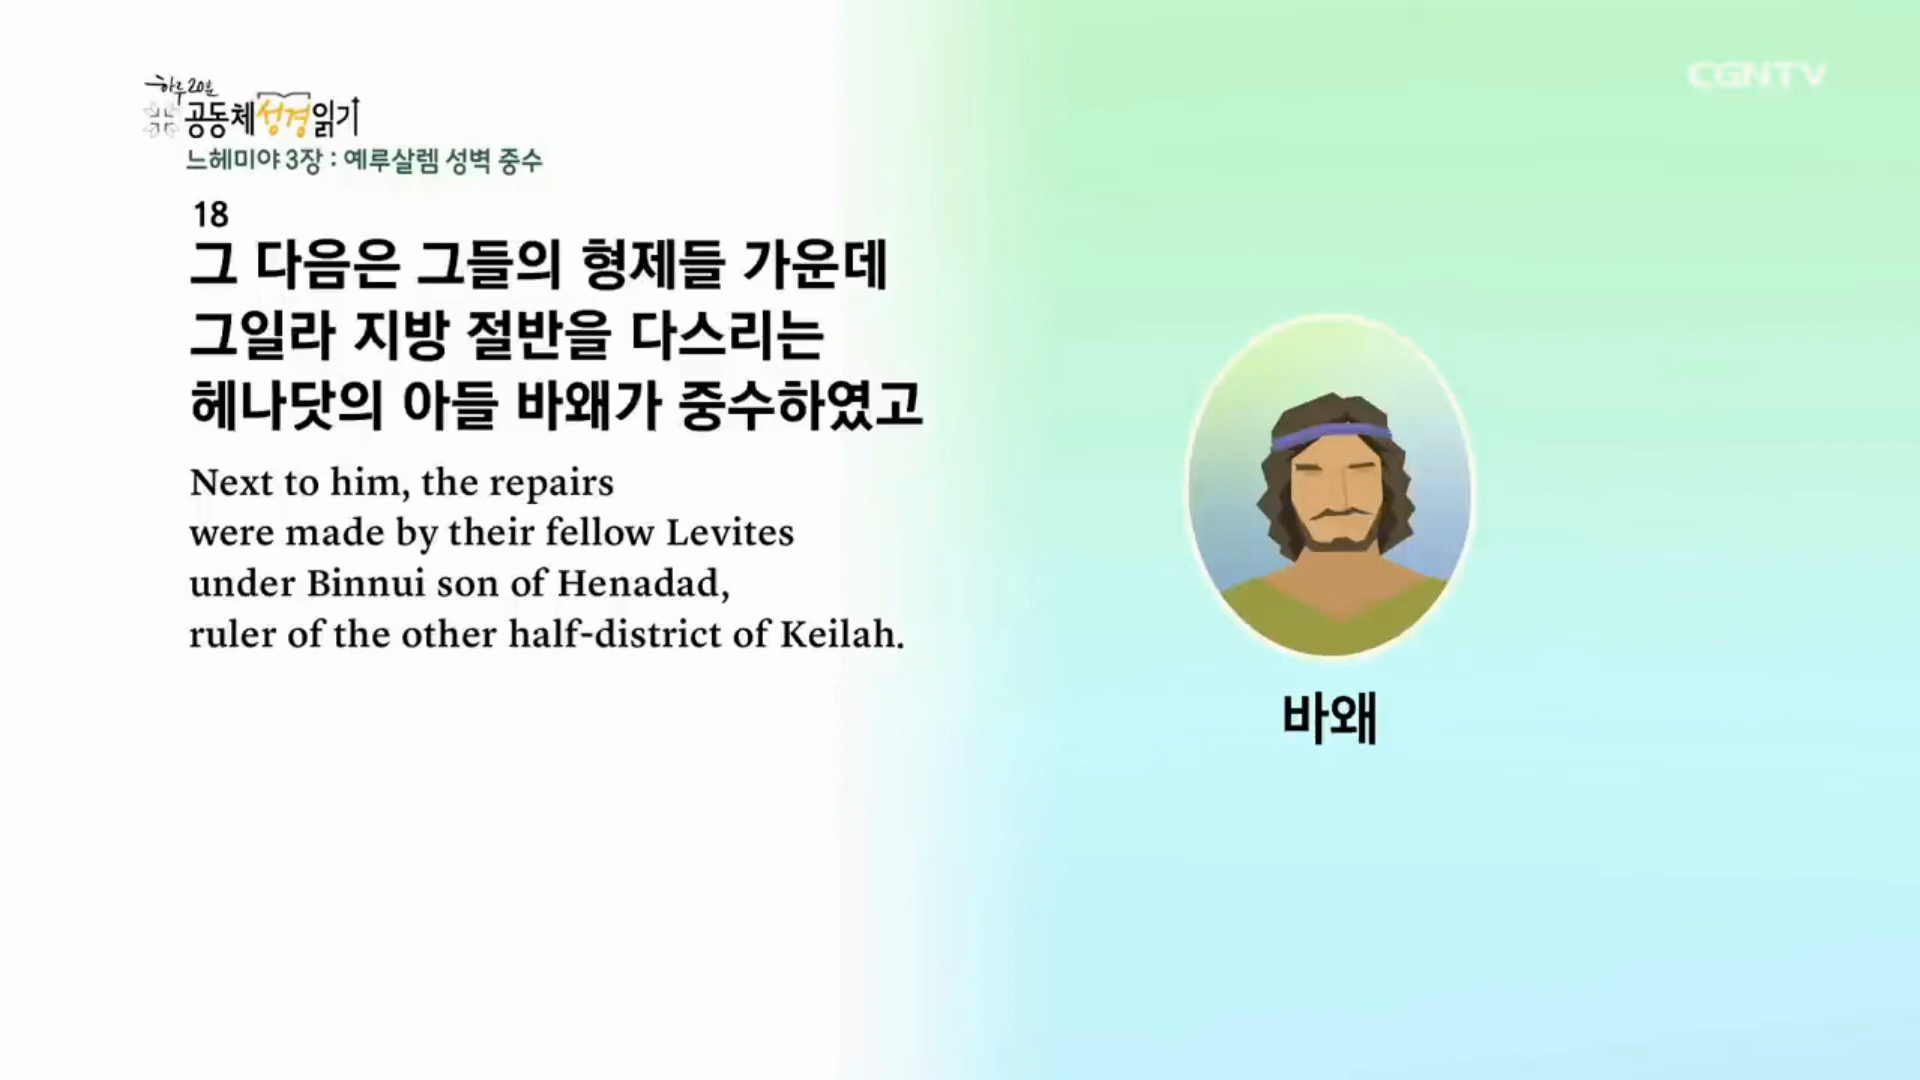 하루 20분
공동체성경읽기
CGNTV
느헤미야 3장 : 예루살렘 성벽 중수
18
그 다음은 그들의 형제들 가운데
그일라 지방 절반을 다스리는
헤나닷의 아들 바왜가 중수하였고
Next to him, the repairs
were made by their fellow Levites
under Binnui son of Henadad,
ruler of the other half-district of Keilah.
바왜